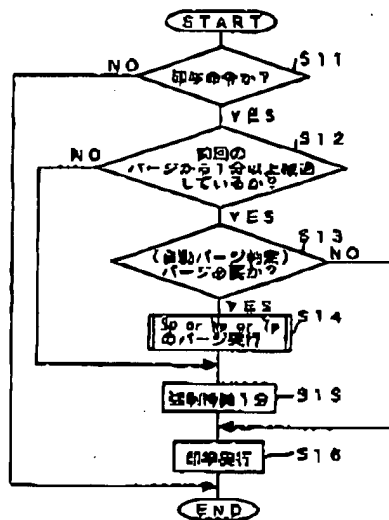 START
S11
NO
印字命令か?
YES
S12
NO
前回の
パージから1分以上経過
しているか?
YES
S13
NO
(自動パージ約束)
パージの要か?
YES
S14
のパージ実行
S15
S16
印字実行
END